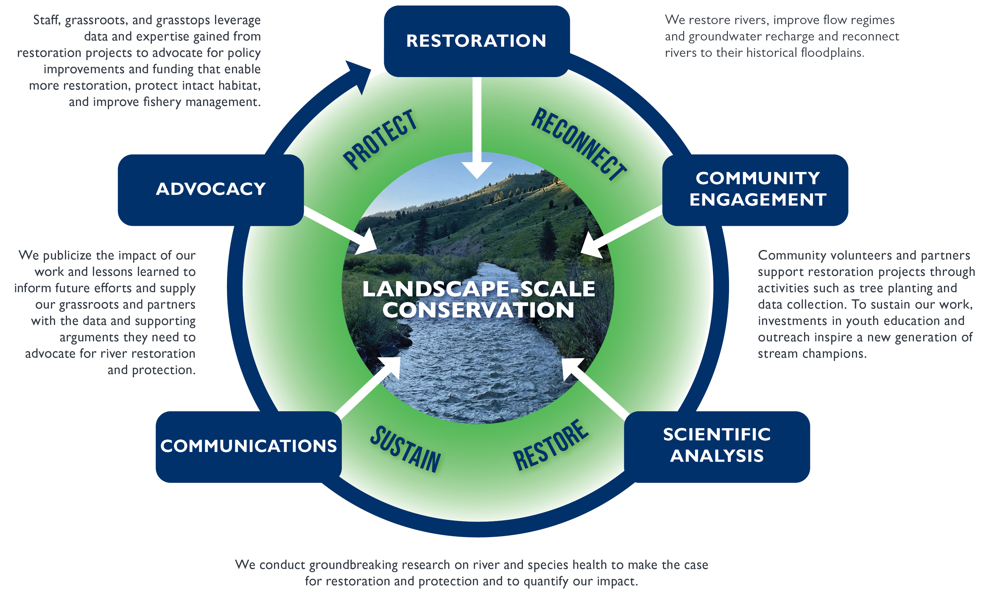 RESTORATION
We restore rivers, improve flow regimes
and groundwater recharge and reconnect
rivers to their historical floodplains.
COMMUNITY
ENGAGEMENT
Community volunteers and partners
support restoration projects through
activities such as tree planting and
data collection. To sustain our work,
investments in youth education and
outreach inspire a new generation of
stream champions.
SCIENTIFIC
ANALYSIS
We conduct groundbreaking research on river and species health to make the case
for restoration and protection and to quantify our impact.
COMMUNICATIONS
We publicize the impact of our
work and lessons learned to
inform future efforts and supply
our grassroots and partners
with the data and supporting
arguments they need to
advocate for river restoration
and protection.
ADVOCACY
Staff, grassroots, and grasstops leverage
data and expertise gained from
restoration projects to advocate for policy
improvements and funding that enable
more restoration, protect intact habitat,
and improve fishery management.
PROTECT
RECONNECT
RESTORE
SUSTAIN
LANDSCAPE-SCALE
CONSERVATION